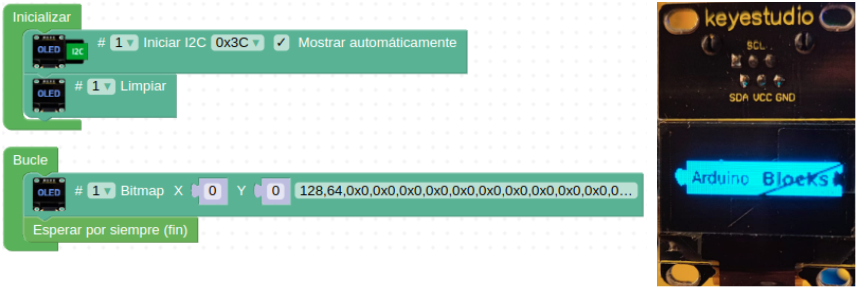 Inicializar
OLED I2C # 1 Iniciar I2C 0x3C ✓ Mostrar automáticamente
OLED # 1 Limpiar
Bucle
OLED # 1 Bitmap X 0 Y 0 128,64,0x0,0x0,0x0,0x0,0x0,0x0,0x0,0x0,0x0,0x0,0...
Esperar por siempre (fin)
keyestudio
SCL
SDA VCC GND
Arduino Blocks